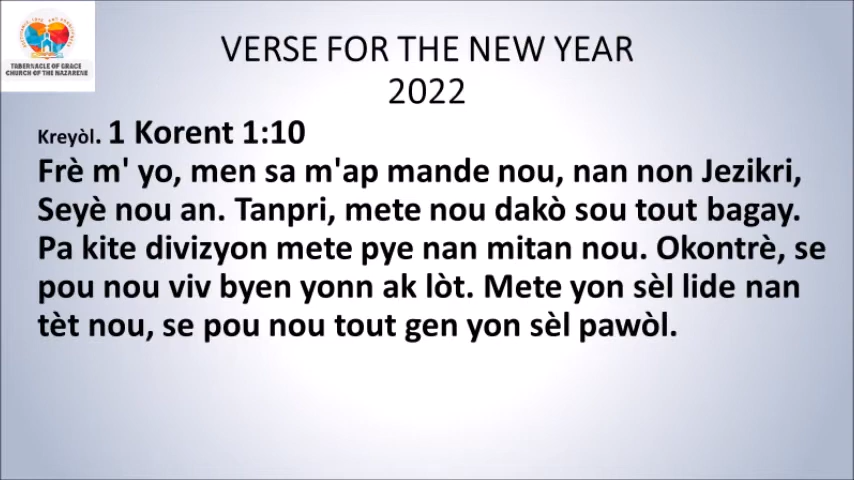 TABERNACLE OF GRACE
CHURCH OF THE NAZARENE
VERSE FOR THE NEW YEAR
2022
Kreyòl. 1 Korent 1:10
Frè m' yo, men sa m'ap mande nou, nan non Jezikri,
Seyè nou an. Tanpri, mete nou dakò sou tout bagay.
Pa kite divizyon mete pye nan mitan nou. Okontrè, se
pou nou viv byen yonn ak lòt. Mete yon sèl lide nan
tèt nou, se pou nou tout gen yon sèl pawòl.